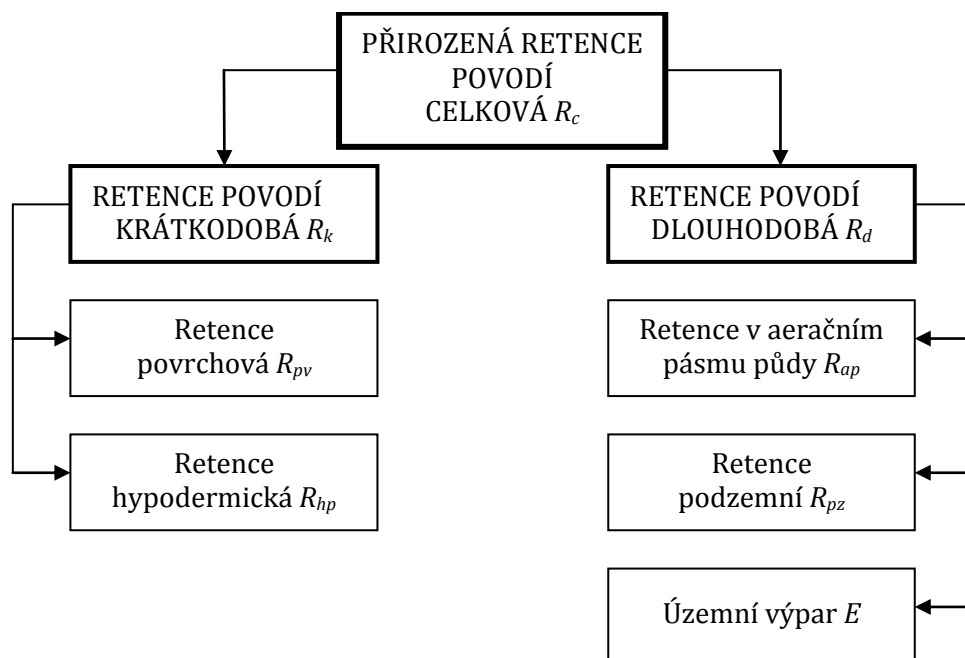 PŘIROZENÁ RETENCE
POVODÍ
CELKOVÁ Rc
RETENCE POVODÍ
KRÁTKODOBÁ Rk
Retence
povrchová Rpv
Retence
hypodermická Rhp
RETENCE POVODÍ
DLOUHODOBÁ Rd
Retence v aeračním
pásmu půdy Rap
Retence
podzemní Rpz
Územní výpar E